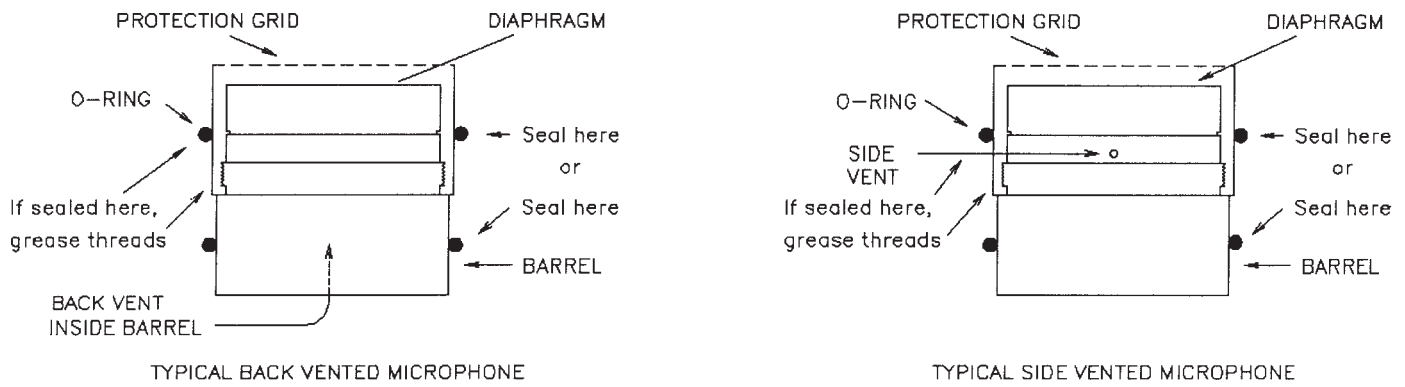 PROTECTION GRID
DIAPHRAGM
O-RING
Seal here
or
Seal here
If sealed here,
grease threads
BARREL
BACK VENT
INSIDE BARREL
TYPICAL BACK VENTED MICROPHONE
PROTECTION GRID
DIAPHRAGM
O-RING
SIDE
VENT
Seal here
or
Seal here
If sealed here,
grease threads
BARREL
TYPICAL SIDE VENTED MICROPHONE